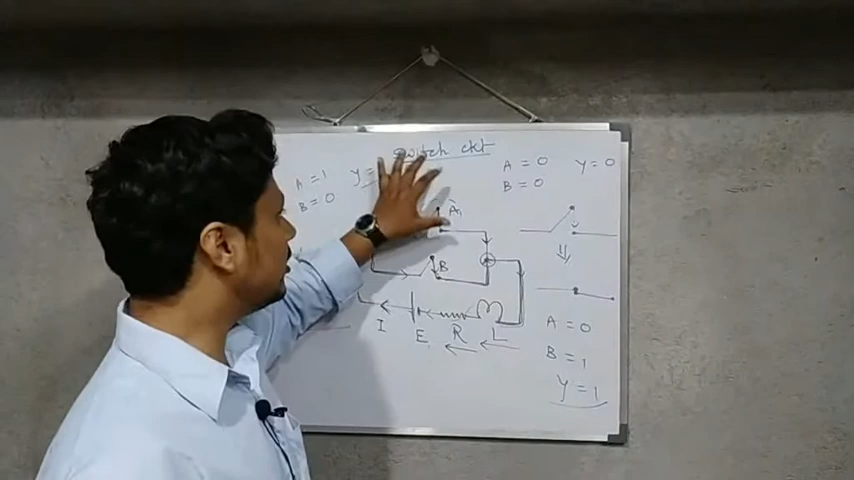 Switch ckt
A = 1
Y =
B = 0
A = 0
Y = 0
B = 0
A
B
I
E
R
L
A = 0
B = 1
Y = 1